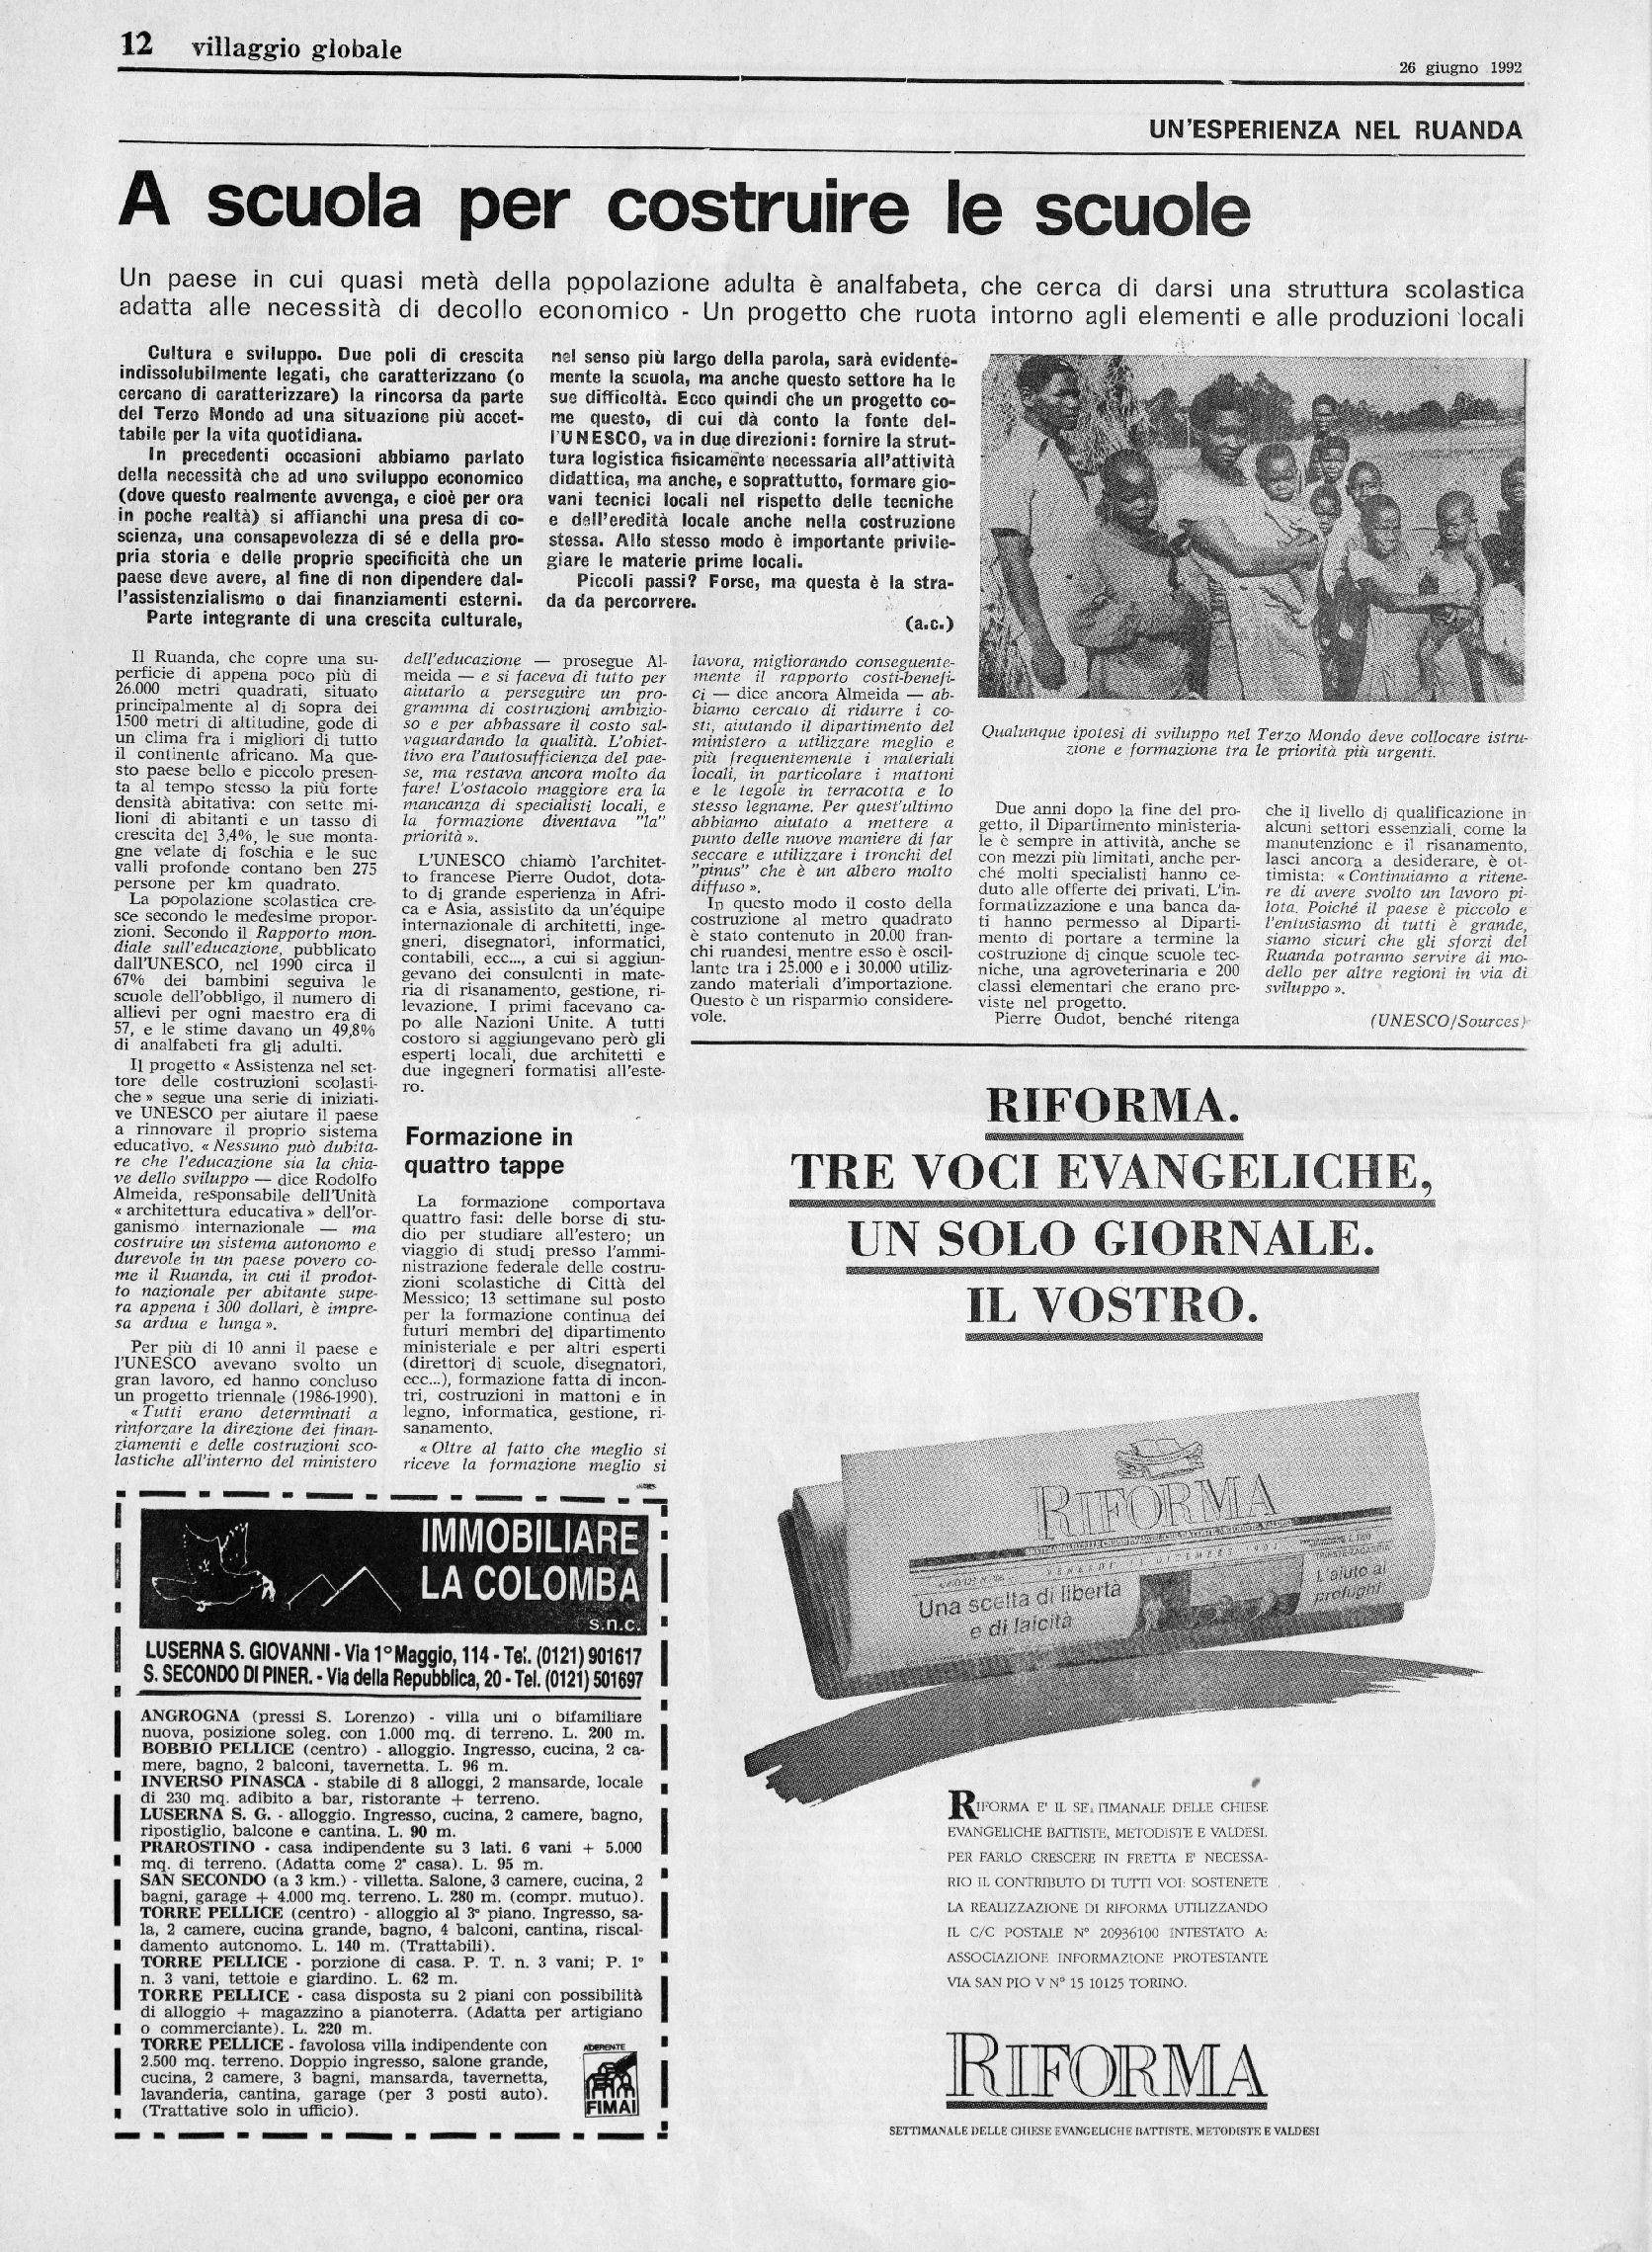 12 villaggio globale
26 giugno 1992
UN'ESPERIENZA NEL RUANDA
A scuola per costruire le scuole
Un paese in cui quasi metà della popolazione adulta è analfabeta, che cerca di darsi una struttura scolastica
adatta alle necessità di decollo economico - Un progetto che ruota intorno agli elementi e alle produzioni locali
Cultura e sviluppo. Due poli di crescita
indissolubilmente legati, che caratterizzano (o
cercano di caratterizzare) la rincorsa da parte
del Terzo Mondo ad una situazione più accet-
tabile per la vita quotidiana.
In precedenti occasioni abbiamo parlato
della necessità che ad uno sviluppo economico
(dove questo realmente avvenga, e cioè per ora
in poche realtà) si affianchi una presa di co-
scienza, una consapevolezza di sé e della pro-
pria storia e delle proprie specificità che un
paese deve avere, al fine di non dipendere dal-
l'assistenzialismo o dai finanziamenti esterni.
Parte integrante di una crescita culturale,
nel senso più largo della parola, sarà evidente-
mente la scuola, ma anche questo settore ha le
sue difficoltà. Ecco quindi che un progetto co-
me questo, di cui dà conto la fonte del-
l'UNESCO, va in due direzioni: fornire la strut-
tura logistica fisicamente necessaria all'attività
didattica, ma anche, e soprattutto, formare gio-
vani tecnici locali nel rispetto delle tecniche
e dell'eredità locale anche nella costruzione
stessa. Allo stesso modo è importante privile-
giare le materie prime locali.
Piccoli passi? Forse, ma questa è la stra-
da da percorrere.
(a.c.)
Il Ruanda, che copre una su-
perficie di appena poco più di
26.000 metri quadrati, situato
principalmente al di sopra dei
1500 metri di altitudine, gode di
un clima fra i migliori di tutto
il continente africano. Ma que-
sto paese bello e piccolo presen-
ta al tempo stesso la più forte
densità abitativa: con sette mi-
lioni di abitanti e un tasso di
crescita del 3,4%, le sue monta-
gne velate di foschia e le sue
valli profonde contano ben 275
persone per km quadrato.
La popolazione scolastica cre-
sce secondo le medesime propor-
zioni. Secondo il Rapporto mon-
diale sull'educazione, pubblicato
dall'UNESCO, nel 1990 circa il
67% dei bambini seguiva le
scuole dell'obbligo, il numero di
allievi per ogni maestro era di
57, e le stime davano un 49,8%
di analfabeti fra gli adulti.
Il progetto « Assistenza nel set-
tore delle costruzioni scolasti-
che » segue una serie di iniziati-
ve UNESCO per aiutare il paese
a rinnovare il proprio sistema
educativo. « Nessuno può dubita-
re che l'educazione sia la chia-
ve dello sviluppo — dice Rodolfo
Almeida, responsabile dell'Unità
« architettura educativa » dell'or-
ganismo internazionale — ma
costruire un sistema autonomo e
durevole in un paese povero co-
me il Ruanda, in cui il prodot-
to nazionale per abitante supe-
ra appena i 300 dollari, è impre-
sa ardua e lunga ».
Per più di 10 anni il paese e
l'UNESCO avevano svolto un
gran lavoro, ed hanno concluso
un progetto triennale (1986-1990).
« Tutti erano determinati a
rinforzare la direzione dei finan-
ziamenti e delle costruzioni sco-
lastiche all'interno del ministero
dell'educazione — prosegue Al-
meida — e si faceva di tutto per
aiutarlo a perseguire un pro-
gramma di costruzioni ambizio-
so e per abbassare il costo sal-
vaguardando la qualità. L'obiet-
tivo era l'autosufficienza del pae-
se, ma restava ancora molto da
fare! L'ostacolo maggiore era la
mancanza di specialisti locali, e
la formazione diventava "la"
priorità ».
L'UNESCO chiamò l'architet-
to francese Pierre Oudot, dota-
to di grande esperienza in Afri-
ca e Asia, assistito da un'équipe
internazionale di architetti, inge-
gneri, disegnatori, informatici,
contabili, ecc..., a cui si aggiun-
gevano dei consulenti in mate-
ria di risanamento, gestione, ri-
levazione. I primi facevano ca-
po alle Nazioni Unite. A tutti
costoro si aggiungevano però gli
esperti locali, due architetti e
due ingegneri formatisi all'este-
ro.
Formazione in
quattro tappe
La formazione comportava
quattro fasi: delle borse di stu-
dio per studiare all'estero; un
viaggio di studi presso l'ammi-
nistrazione federale delle costru-
zioni scolastiche di Città del
Messico; 13 settimane sul posto
per la formazione continua dei
futuri membri del dipartimento
ministeriale e per altri esperti
(direttori di scuole, disegnatori,
ecc...), formazione fatta di incon-
tri, costruzioni in mattoni e in
legno, informatica, gestione, ri-
sanamento.
« Oltre al fatto che meglio si
riceve la formazione meglio si
lavora, migliorando conseguente-
mente il rapporto costi-benefi-
ci — dice ancora Almeida — ab-
biamo cercato di ridurre i co-
sti, aiutando il dipartimento del
ministero a utilizzare meglio e
più frequentemente i materiali
locali, in particolare i mattoni
e le tegole in terracotta e lo
stesso legname. Per quest'ultimo
abbiamo aiutato a mettere a
punto delle nuove maniere di far
seccare e utilizzare i tronchi del
"pinus" che è un albero molto
diffuso ».
In questo modo il costo della
costruzione al metro quadrato
è stato contenuto in 20.00 fran-
chi ruandesi, mentre esso è oscil-
lante tra i 25.000 e i 30.000 utiliz-
zando materiali d'importazione.
Questo è un risparmio considere-
vole.
Qualunque ipotesi di sviluppo nel Terzo Mondo deve collocare istru-
zione e formazione tra le priorità più urgenti.
Due anni dopo la fine del pro-
getto, il Dipartimento ministeria-
le è sempre in attività, anche se
con mezzi più limitati, anche per-
ché molti specialisti hanno ce-
duto alle offerte dei privati. L'in-
formatizzazione e una banca da-
ti hanno permesso al Diparti-
mento di portare a termine la
costruzione di cinque scuole tec-
niche, una agroveterinaria e 200
classi elementari che erano pre-
viste nel progetto.
Pierre Oudot, benché ritenga
che il livello di qualificazione in
alcuni settori essenziali, come la
manutenzione e il risanamento,
lasci ancora a desiderare, è ot-
timista: « Continuiamo a ritene-
re di avere svolto un lavoro pi-
lota. Poiché il paese è piccolo e
l'entusiasmo di tutti è grande,
siamo sicuri che gli sforzi del
Ruanda potranno servire di mo-
dello per altre regioni in via di
sviluppo ».
(UNESCO/Sources)
IMMOBILIARE
LA COLOMBA
s.n.c.
LUSERNA S. GIOVANNI - Via 1° Maggio, 114 - Tel. (0121) 901617
S. SECONDO DI PINER. - Via della Repubblica, 20 - Tel. (0121) 501697
ANGROGNA (pressi S. Lorenzo) - villa uni o bifamiliare
nuova, posizione soleg. con 1.000 mq. di terreno. L. 200 m.
BOBBIO PELLICE (centro) - alloggio. Ingresso, cucina, 2 ca-
mere, bagno, 2 balconi, tavernetta. L. 96 m.
INVERSO PINASCA - stabile di 8 alloggi, 2 mansarde, locale
di 230 mq. adibito a bar, ristorante + terreno.
LUSERNA S. G. - alloggio. Ingresso, cucina, 2 camere, bagno,
ripostiglio, balcone e cantina. L. 90 m.
PRAROSTINO - casa indipendente su 3 lati. 6 vani + 5.000
mq. di terreno. (Adatta come 2ª casa). L. 95 m.
SAN SECONDO (a 3 km.) - villetta. Salone, 3 camere, cucina, 2
bagni, garage + 4.000 mq. terreno. L. 280 m. (compr. mutuo).
TORRE PELLICE (centro) - alloggio al 3° piano. Ingresso, sa-
la, 2 camere, cucina grande, bagno, 4 balconi, cantina, riscal-
damento autonomo. L. 140 m. (Trattabili).
TORRE PELLICE - porzione di casa. P. T. n. 3 vani; P. 1°
n. 3 vani, tettoie e giardino. L. 62 m.
TORRE PELLICE - casa disposta su 2 piani con possibilità
di alloggio + magazzino a pianoterra. (Adatta per artigiano
o commerciante). L. 220 m.
TORRE PELLICE - favolosa villa indipendente con
2.500 mq. terreno. Doppio ingresso, salone grande,
cucina, 2 camere, 3 bagni, mansarda, tavernetta,
lavanderia, cantina, garage (per 3 posti auto).
(Trattative solo in ufficio).
ADERENTE
FIMAI
RIFORMA.
TRE VOCI EVANGELICHE,
UN SOLO GIORNALE.
IL VOSTRO.
RIFORMA
Una scelta di libertà
e di laicità
L'aiuto ai
profughi
RIFORMA E' IL SETTIMANALE DELLE CHIESE
EVANGELICHE BATTISTE, METODISTE E VALDESI.
PER FARLO CRESCERE IN FRETTA E' NECESSA-
RIO IL CONTRIBUTO DI TUTTI VOI: SOSTENETE
LA REALIZZAZIONE DI RIFORMA UTILIZZANDO
IL C/C POSTALE N° 20936100 INTESTATO A:
ASSOCIAZIONE INFORMAZIONE PROTESTANTE
VIA SAN PIO V N° 15 10125 TORINO.
RIFORMA
SETTIMANALE DELLE CHIESE EVANGELICHE BATTISTE, METODISTE E VALDESI